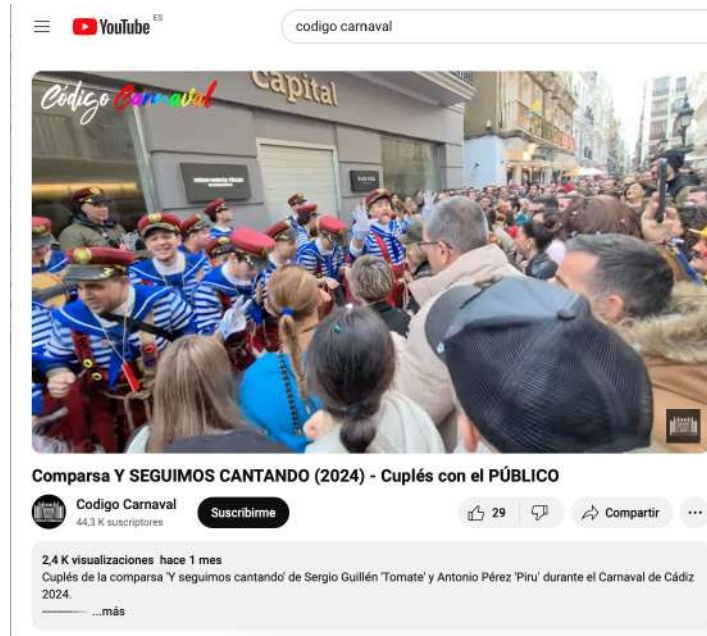 YouTube ES
codigo carnaval
Código Carnaval
Capital
Comparsa Y SEGUIMOS CANTANDO (2024) - Cuplés con el PÚBLICO
Codigo Carnaval
44,3 K suscriptores
Suscribirme
29
Compartir
2,4 K visualizaciones hace 1 mes
Cuplés de la comparsa 'Y seguimos cantando' de Sergio Guillén 'Tomate' y Antonio Pérez 'Piru' durante el Carnaval de Cádiz
2024.
...más